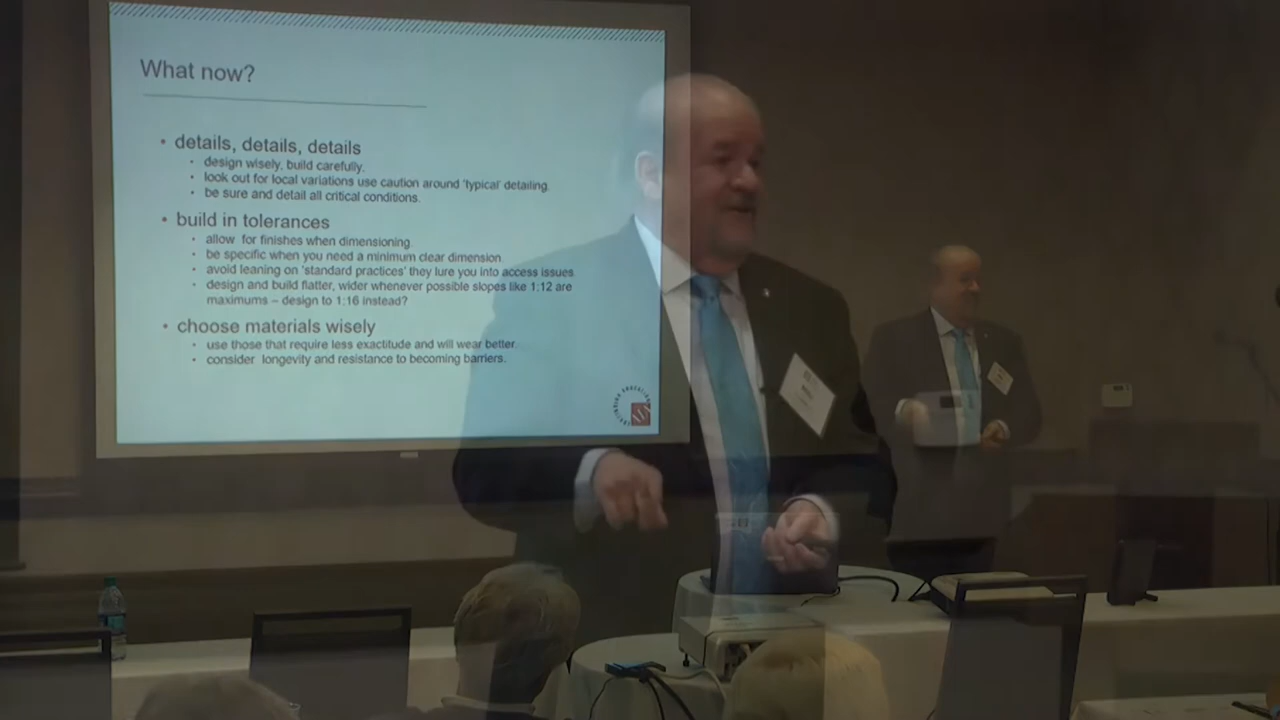 What now?
• details, details, details
• design wisely, build carefully.
• look out for local variations use caution around 'typical' detailing.
• be sure and detail all critical conditions.
• build in tolerances
• allow for finishes when dimensioning
• be specific when you need a minimum clear dimension
• avoid leaning on 'standard practices' they lure you into access issues
• design and build flatter, wider whenever possible slopes like 1:12 are
maximums – design to 1:16 instead?
• choose materials wisely
• use those that require less exactitude and will wear better
• consider longevity and resistance to becoming barriers.